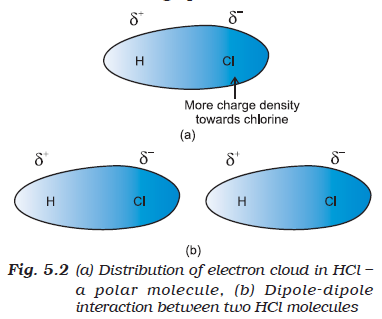 δ⁺ δ⁻
H Cl
More charge density
towards chlorine
(a)
δ⁺ δ⁻ δ⁺ δ⁻
H Cl H Cl
(b)
Fig. 5.2 (a) Distribution of electron cloud in HCl –
a polar molecule, (b) Dipole-dipole
interaction between two HCl molecules